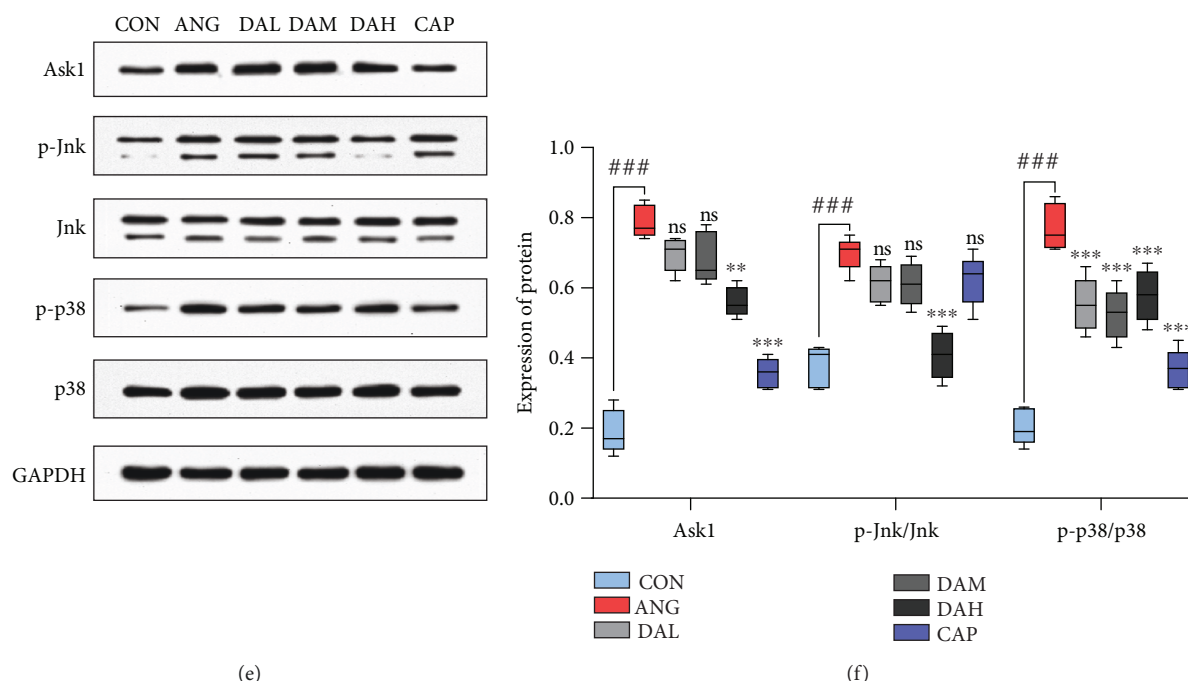 CON ANG DAL DAM DAH CAP
Ask1
p-Jnk
Jnk
p-p38
p38
GAPDH
(e)
Expression of protein
1.0
0.8
0.6
0.4
0.2
0.0
### ns ns ** ***
### ns ns *** ns
### *** *** *** ***
Ask1 p-Jnk/Jnk p-p38/p38
CON DAM
ANG DAH
DAL CAP
(f)